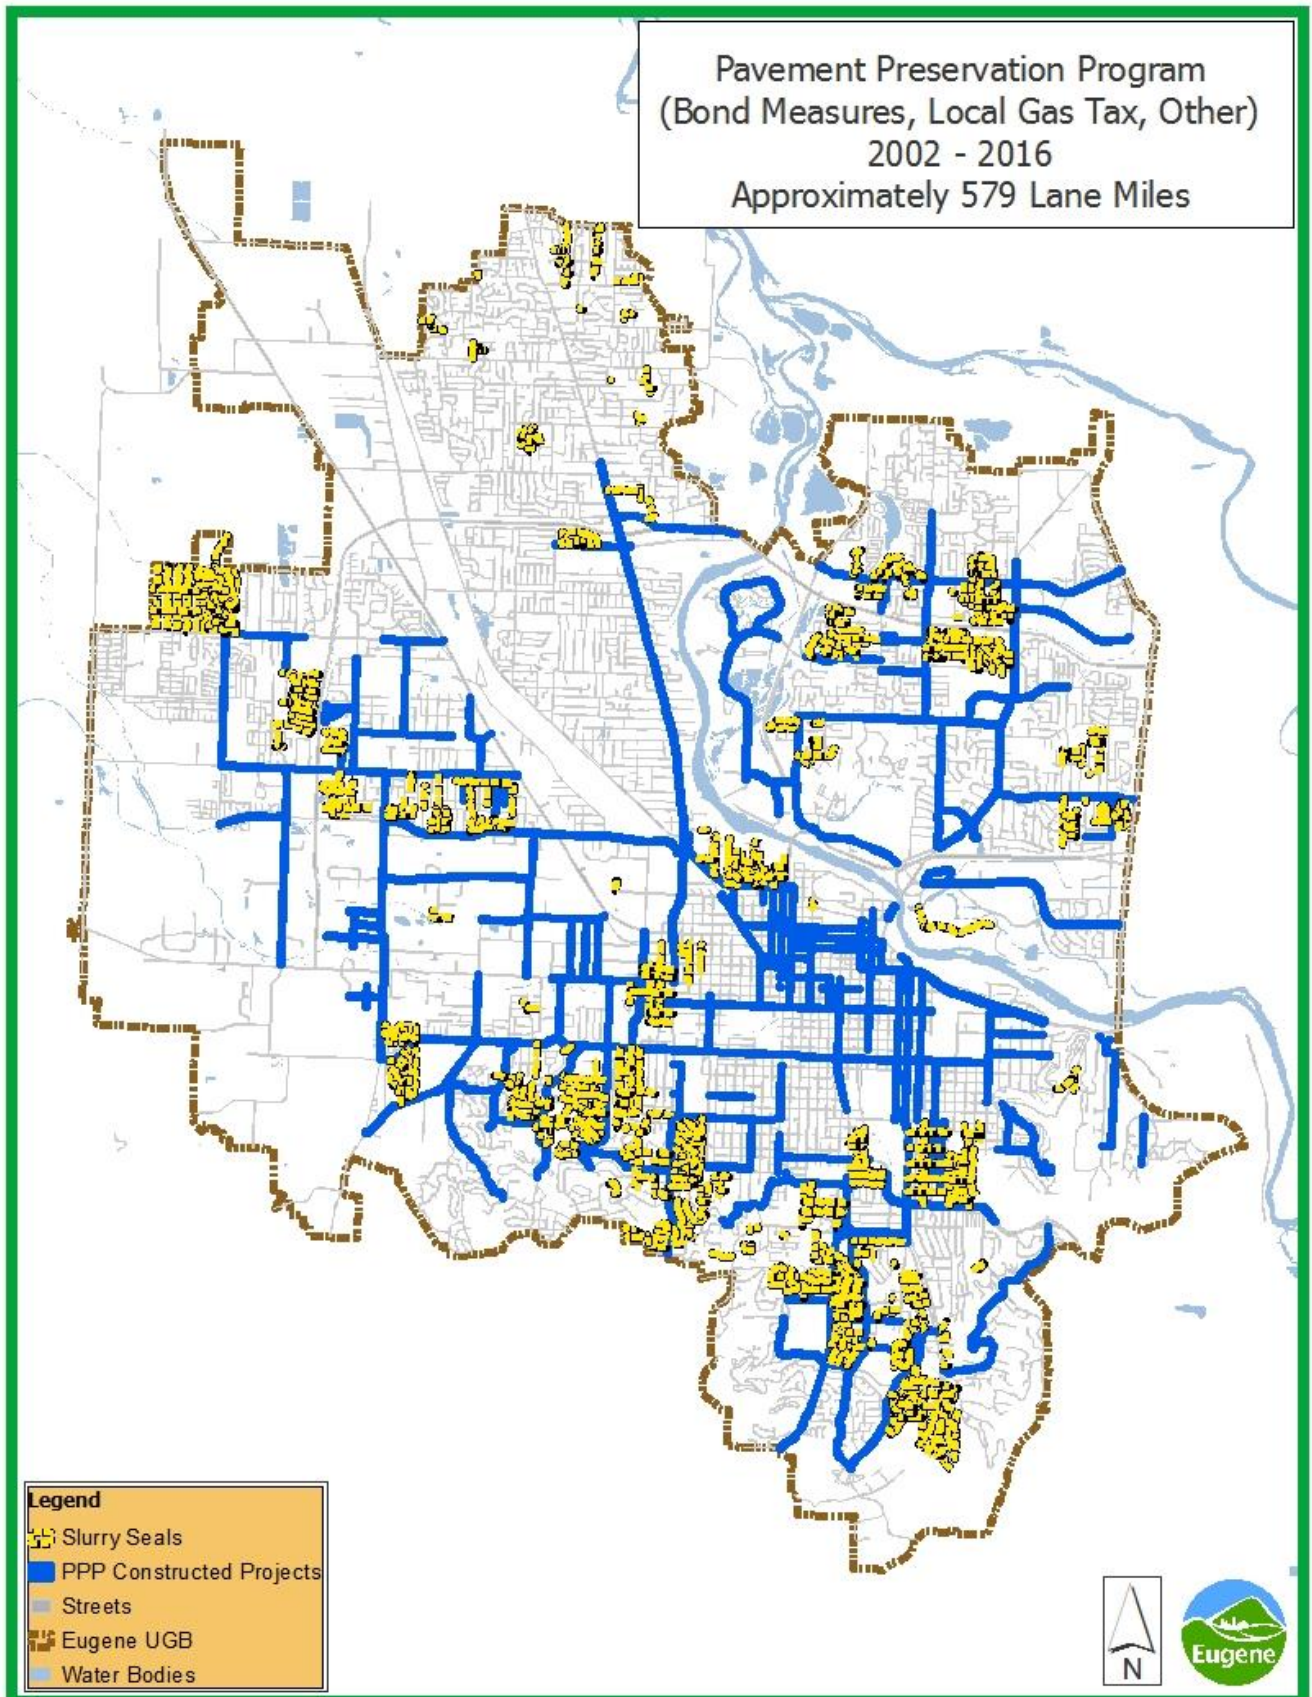 Pavement Preservation Program
(Bond Measures, Local Gas Tax, Other)
2002 - 2016
Approximately 579 Lane Miles
Legend
Slurry Seals
PPP Constructed Projects
Streets
Eugene UGB
Water Bodies
N
Eugene